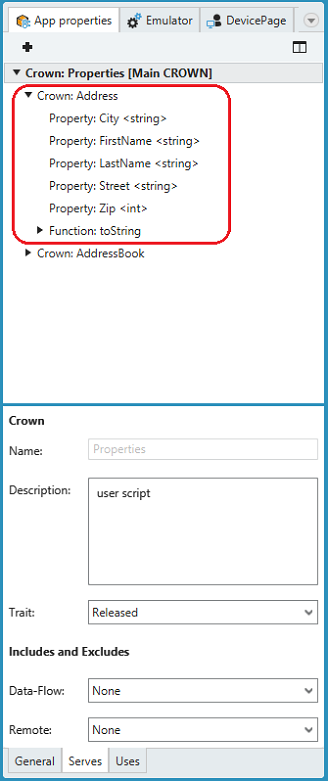 App properties Emulator DevicePage
Crown: Properties [Main CROWN]
Crown: Address
Property: City <string>
Property: FirstName <string>
Property: LastName <string>
Property: Street <string>
Property: Zip <int>
Function: toString
Crown: AddressBook
Crown
Name: Properties
Description: user script
Trait: Released
Includes and Excludes
Data-Flow: None
Remote: None
General Serves Uses